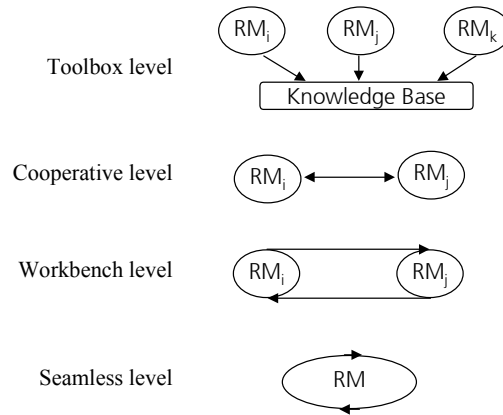 RMi RMj RMk
Toolbox level
Knowledge Base
Cooperative level RMi RMj
Workbench level RMi RMj
Seamless level RM